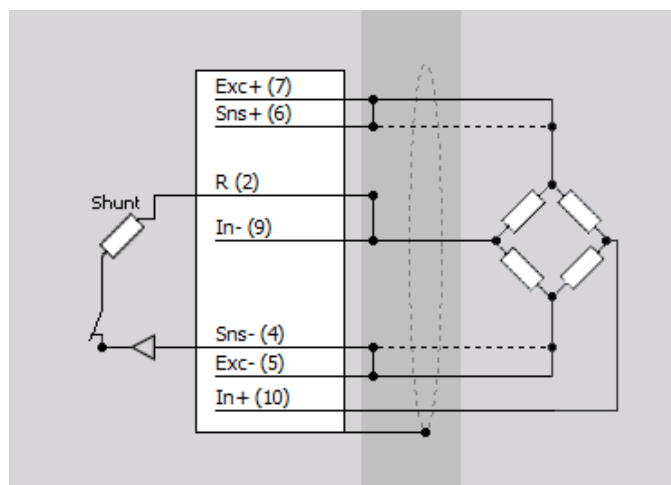 Exc+ (7)
Sns+ (6)
R (2)
Shunt
In- (9)
Sns- (4)
Exc- (5)
In+ (10)